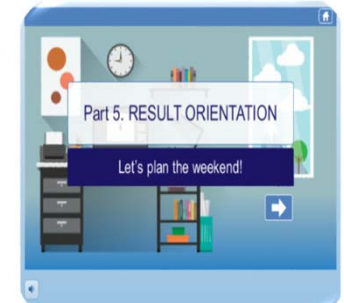 Part 5. RESULT ORIENTATION
Let's plan the weekend!